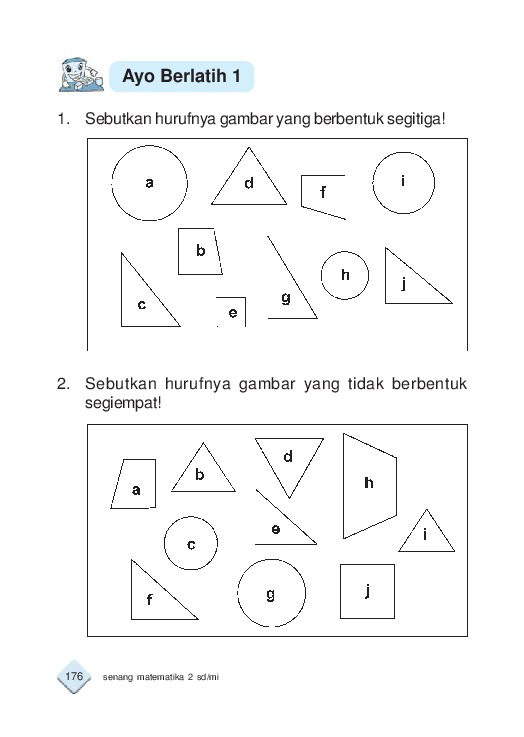 Ayo Berlatih 1
1. Sebutkan hurufnya gambar yang berbentuk segitiga!
a
d
f
i
b
c
e
g
h
j
2. Sebutkan hurufnya gambar yang tidak berbentuk
segiempat!
a
b
d
h
c
e
i
f
g
j
176 senang matematika 2 sd/mi